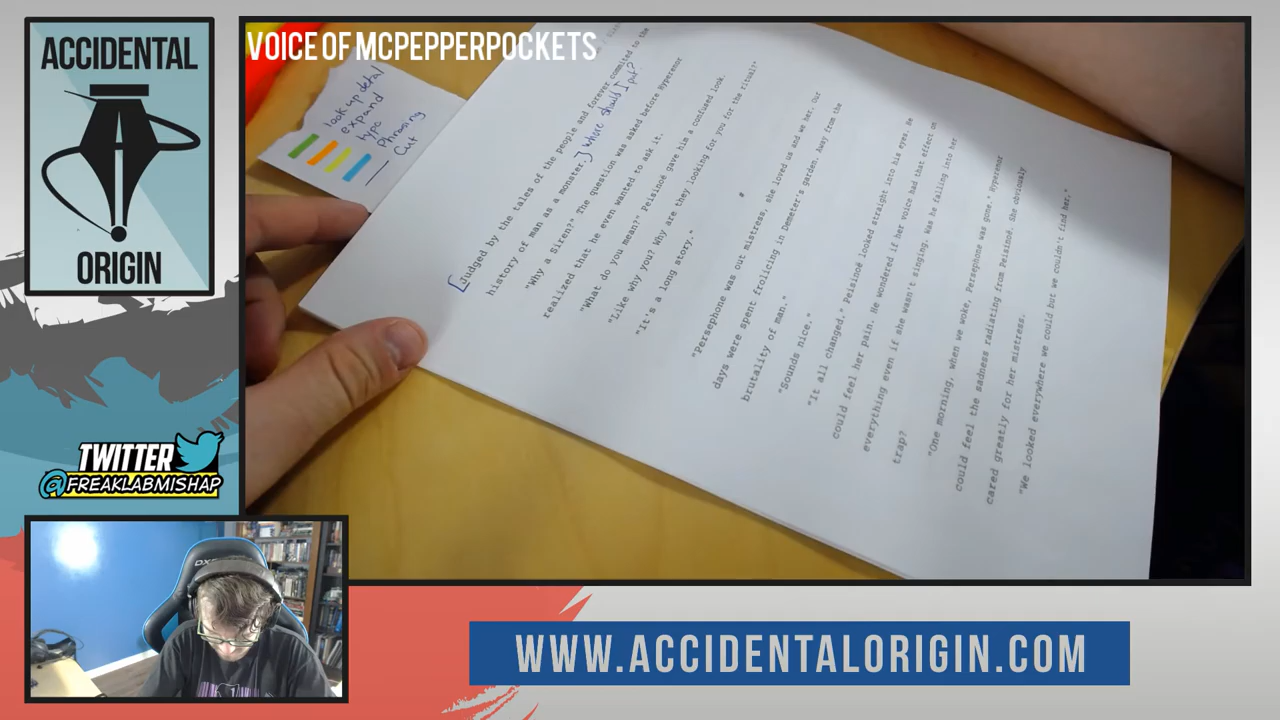 ACCIDENTAL
ORIGIN
VOICE OF MCPEPPERPOCKETS
look up detail
expand
typo
Phrasing
Cut
[Judged by the tales of the people and forever commited to the
history of man as a monster.] where should I put?
"Why a Siren?" The question was asked before Hyperenor
realized that he even wanted to ask it.
"What do you mean?" Peisinoë gave him a confused look.
"Like why you? Why are they looking for you for the ritual?"
"It's a long story."
#
"Persephone was out mistress, she loved us and we her. Our
days were spent frolicing in Demeter's garden. Away from the
brutality of man."
"Sounds nice."
"It all changed." Peisinoë looked straight into his eyes. He
could feel her pain. He wondered if her voice had that effect on
everything even if she wasn't singing. Was he falling into her
trap?
"One morning, when we woke, Persephone was gone." Hyperenor
could feel the sadness radiating from Peisinoë. She obviously
cared greatly for her mistress.
"We looked everywhere we could but we couldn't find her."
TWITTER
@FREAKLABMISHAP
WWW.ACCIDENTALORIGIN.COM